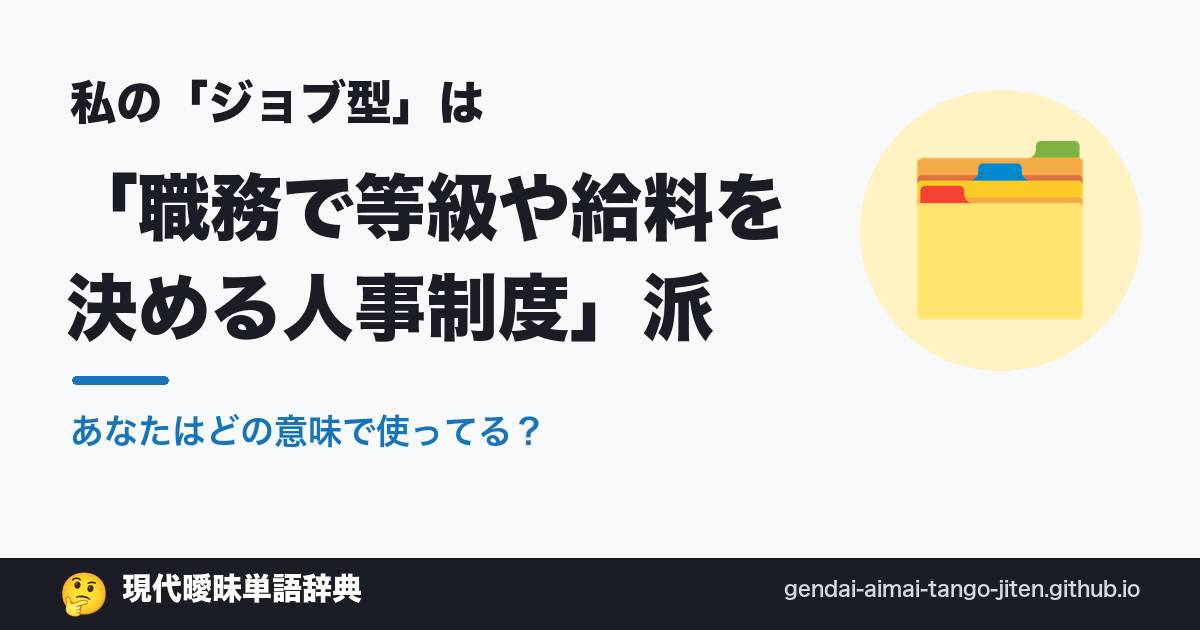 私の「ジョブ型」は
「職務で等級や給料を
決める人事制度」派
あなたはどの意味で使ってる？
現代曖昧単語辞典
gendai-aimai-tango-jiten.github.io